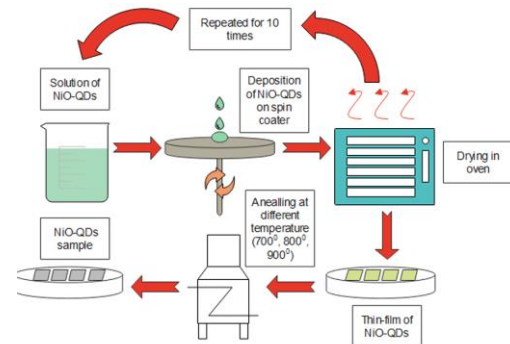 Repeated for 10
times
Solution of
NiO-QDs
Deposition
of NiO-QDs
on spin
coater
Drying in
oven
Anealling at
different
temperature
(700⁰, 800⁰,
900⁰)
NiO-QDs
sample
Thin-film of
NiO-QDs